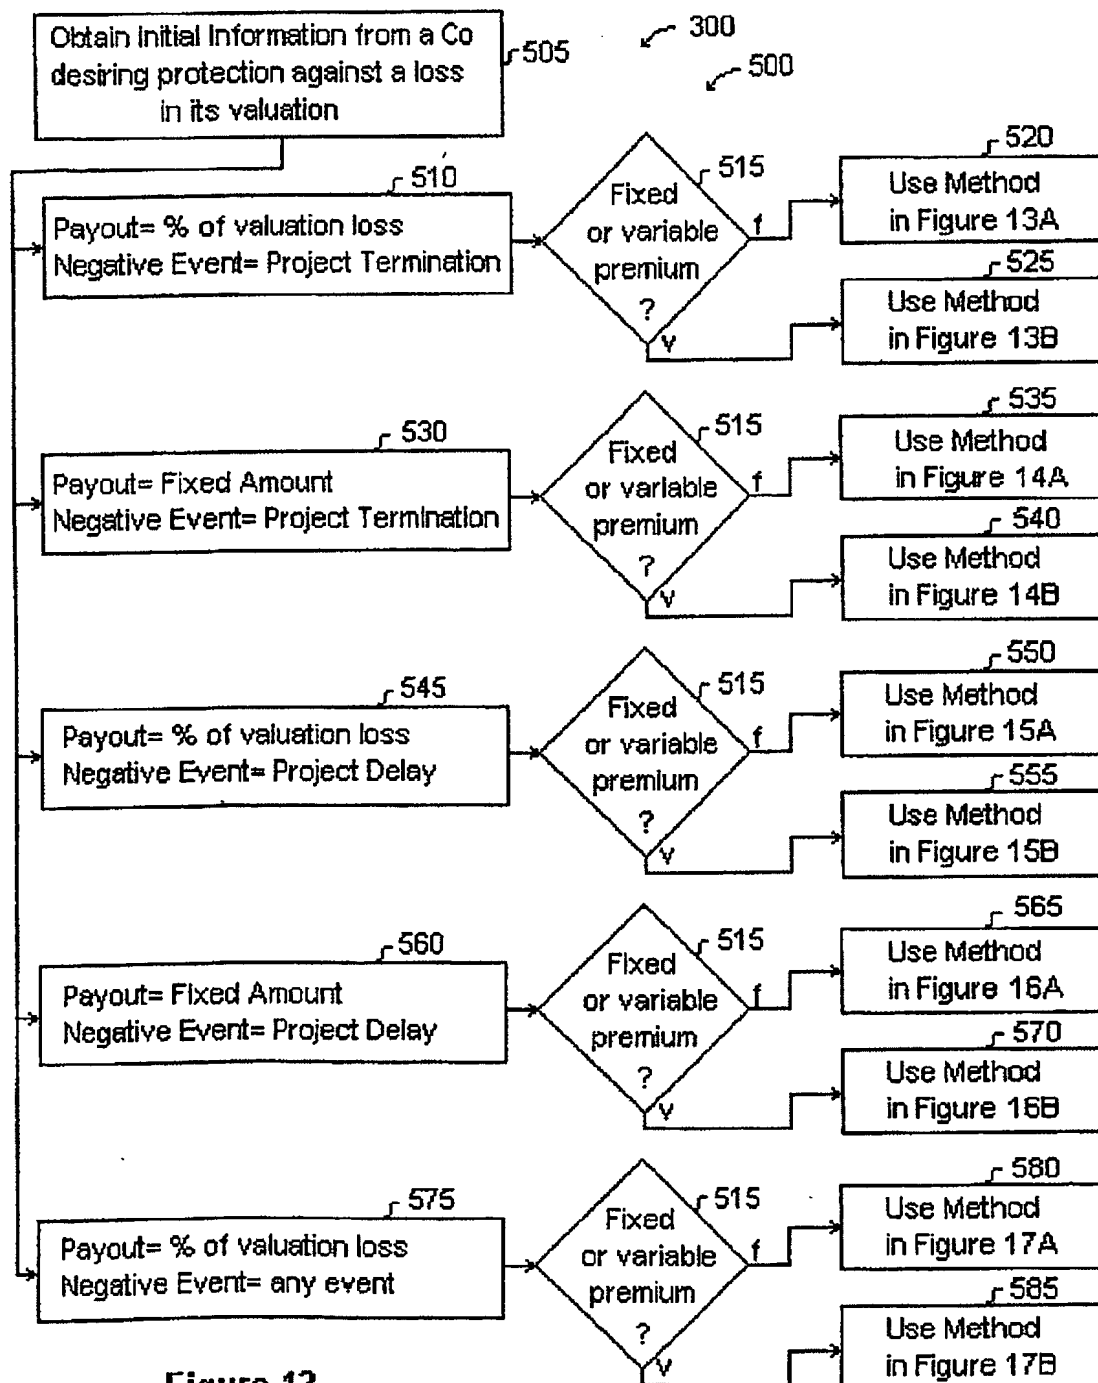 Obtain Initial Information from a Co
desiring protection against a loss
in its valuation
505
300
500
510
Payout= % of valuation loss
Negative Event= Project Termination
515
Fixed
or variable
premium
?
f
v
520
Use Method
in Figure 13A
525
Use Method
in Figure 13B
530
Payout= Fixed Amount
Negative Event= Project Termination
515
Fixed
or variable
premium
?
f
v
535
Use Method
in Figure 14A
540
Use Method
in Figure 14B
545
Payout= % of valuation loss
Negative Event= Project Delay
515
Fixed
or variable
premium
?
f
v
550
Use Method
in Figure 15A
555
Use Method
in Figure 15B
560
Payout= Fixed Amount
Negative Event= Project Delay
515
Fixed
or variable
premium
?
f
v
565
Use Method
in Figure 16A
570
Use Method
in Figure 16B
575
Payout= % of valuation loss
Negative Event= any event
515
Fixed
or variable
premium
?
f
v
580
Use Method
in Figure 17A
585
Use Method
in Figure 17B
Figure 12